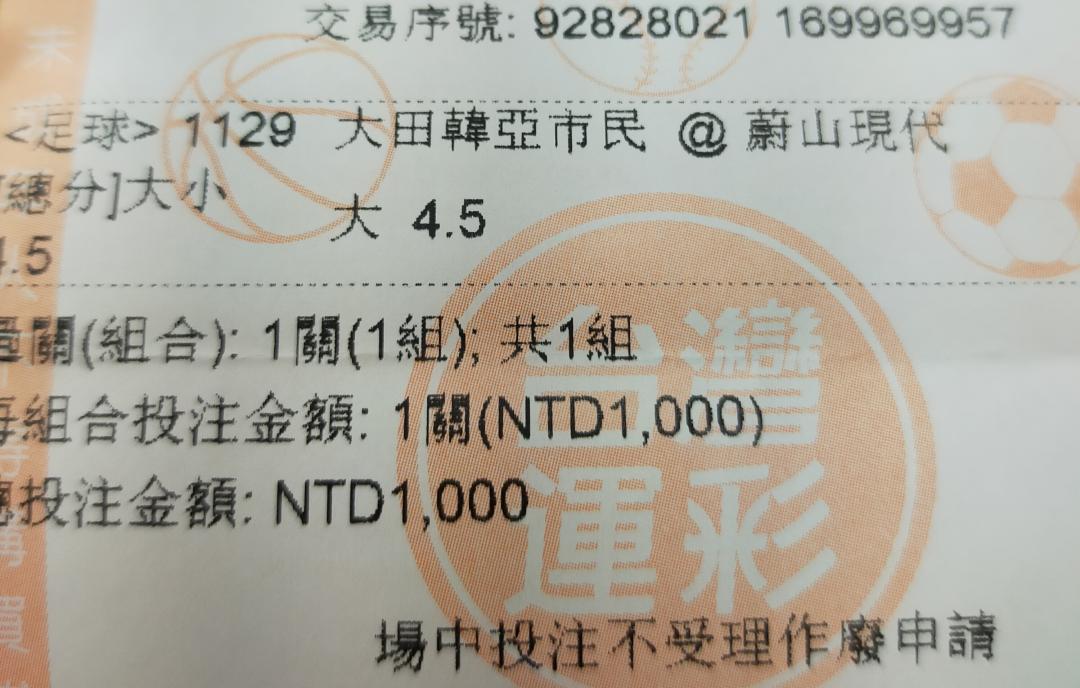 交易序號: 92828021 169969957
<足球> 1129 大田韓亞市民 @ 蔚山現代
[總分]大小
大 4.5
4.5
過關(組合): 1關(1組); 共1組
每組合投注金額: 1關(NTD1,000)
總投注金額: NTD1,000
台灣
運彩
場中投注不受理作廢申請